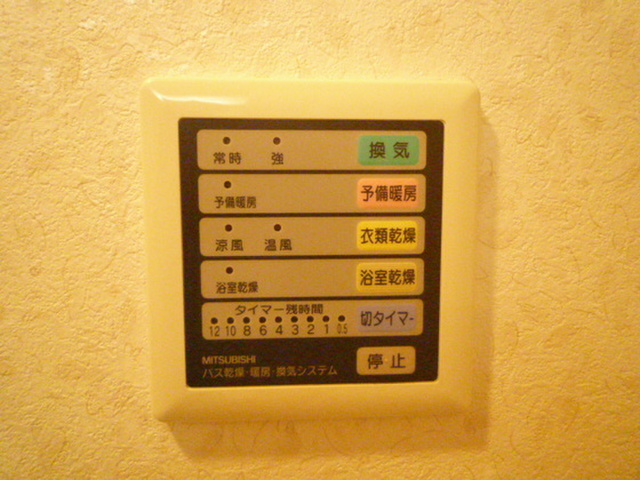 常時 強 換気
予備暖房 予備暖房
涼風 温風 衣類乾燥
浴室乾燥 浴室乾燥
タイマー残時間
12 10 8 6 4 3 2 1 0.5 切タイマー
MITSUBISHI 停止
バス乾燥・暖房・換気システム